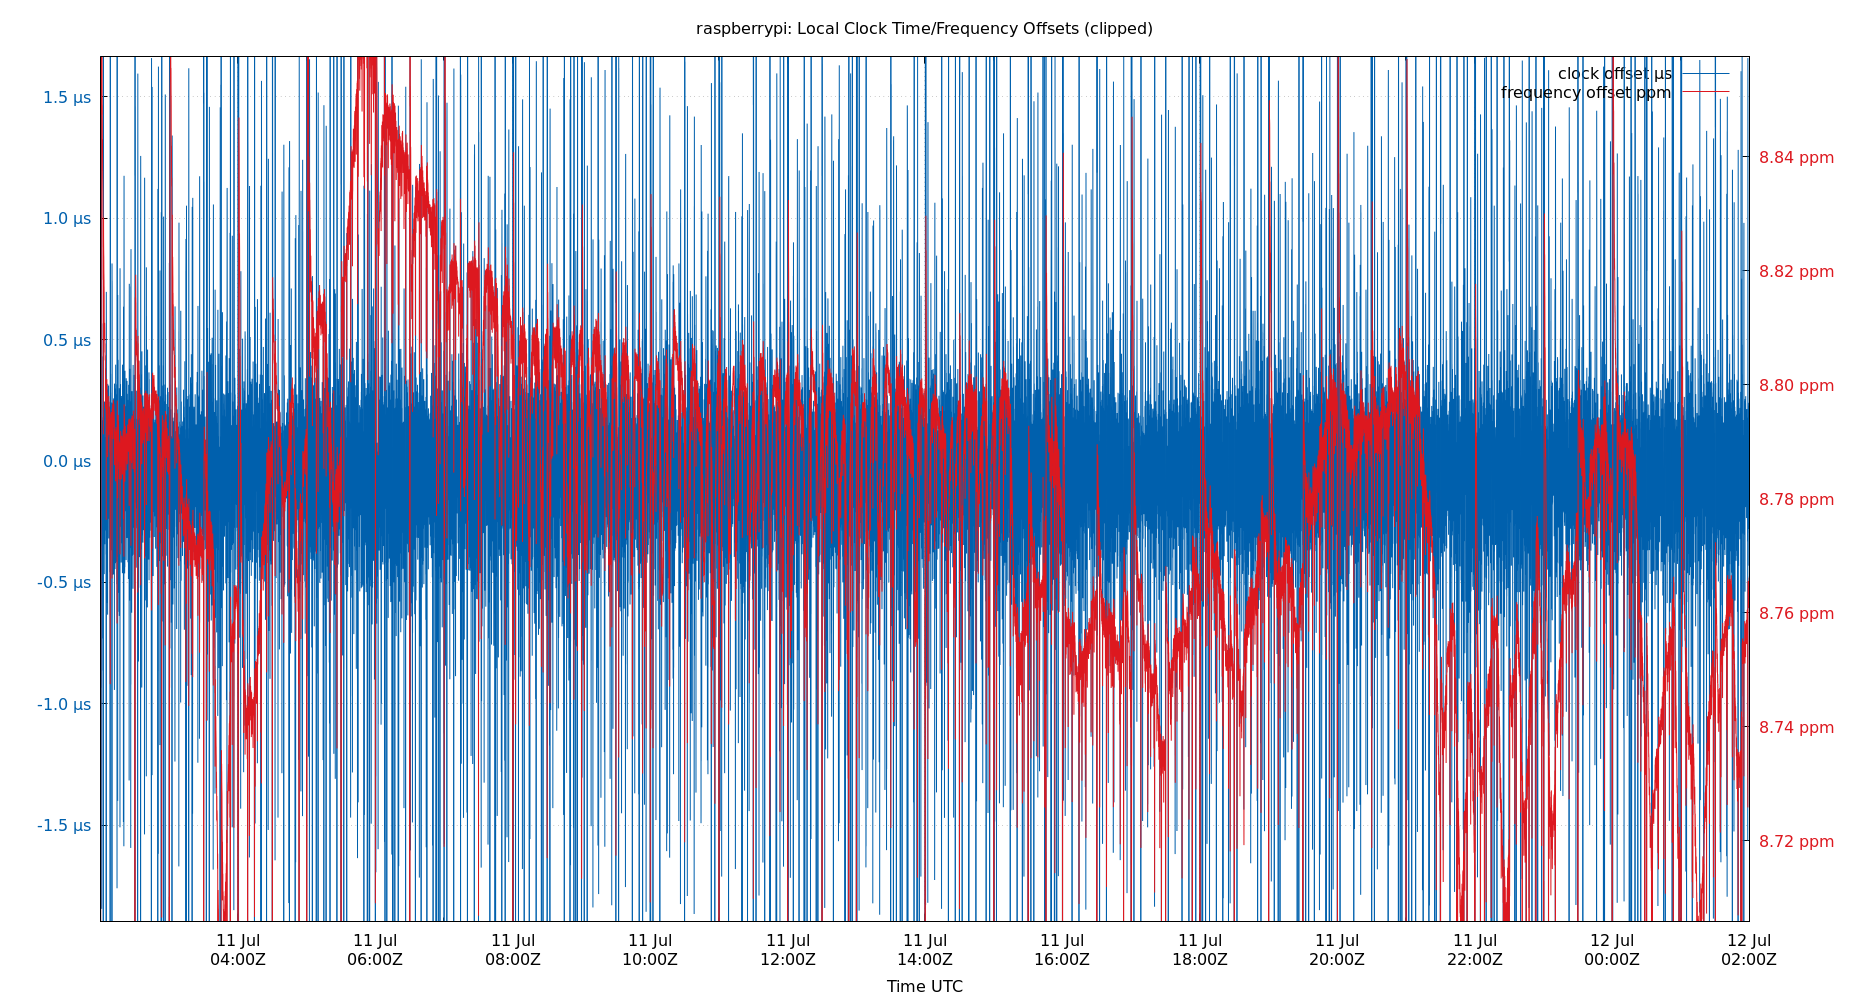 raspberrypi: Local Clock Time/Frequency Offsets (clipped)
clock offset µs
frequency offset ppm
1.5 µs
1.0 µs
0.5 µs
0.0 µs
-0.5 µs
-1.0 µs
-1.5 µs
8.84 ppm
8.82 ppm
8.80 ppm
8.78 ppm
8.76 ppm
8.74 ppm
8.72 ppm
11 Jul 11 Jul 11 Jul 11 Jul 11 Jul 11 Jul 11 Jul 11 Jul 11 Jul 11 Jul 12 Jul 12 Jul
04:00Z 06:00Z 08:00Z 10:00Z 12:00Z 14:00Z 16:00Z 18:00Z 20:00Z 22:00Z 00:00Z 02:00Z
Time UTC